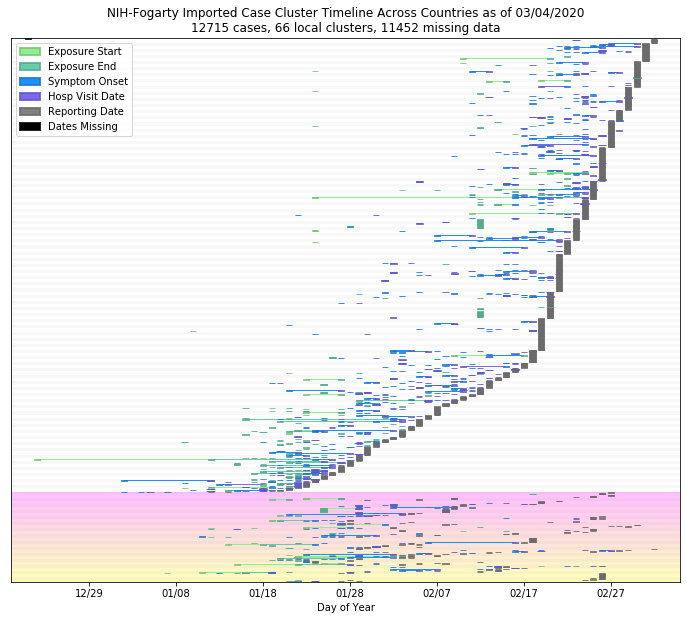 NIH-Fogarty Imported Case Cluster Timeline Across Countries as of 03/04/2020
12715 cases, 66 local clusters, 11452 missing data
Exposure Start
Exposure End
Symptom Onset
Hosp Visit Date
Reporting Date
Dates Missing
12/29 01/08 01/18 01/28 02/07 02/17 02/27
Day of Year